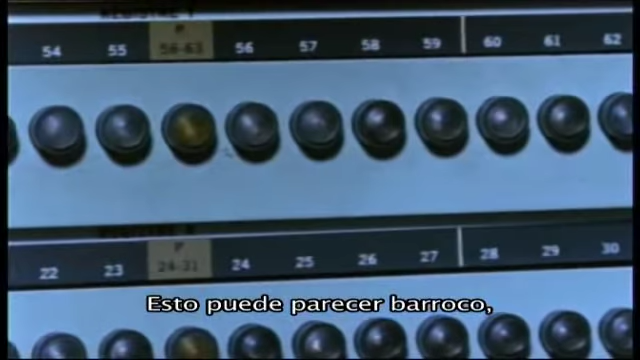 REGISTRE Y
54 55 P 56-63 56 57 58 59 60 61 62
22 23 P 24-31 24 25 26 27 28 29 30
Esto puede parecer barroco,